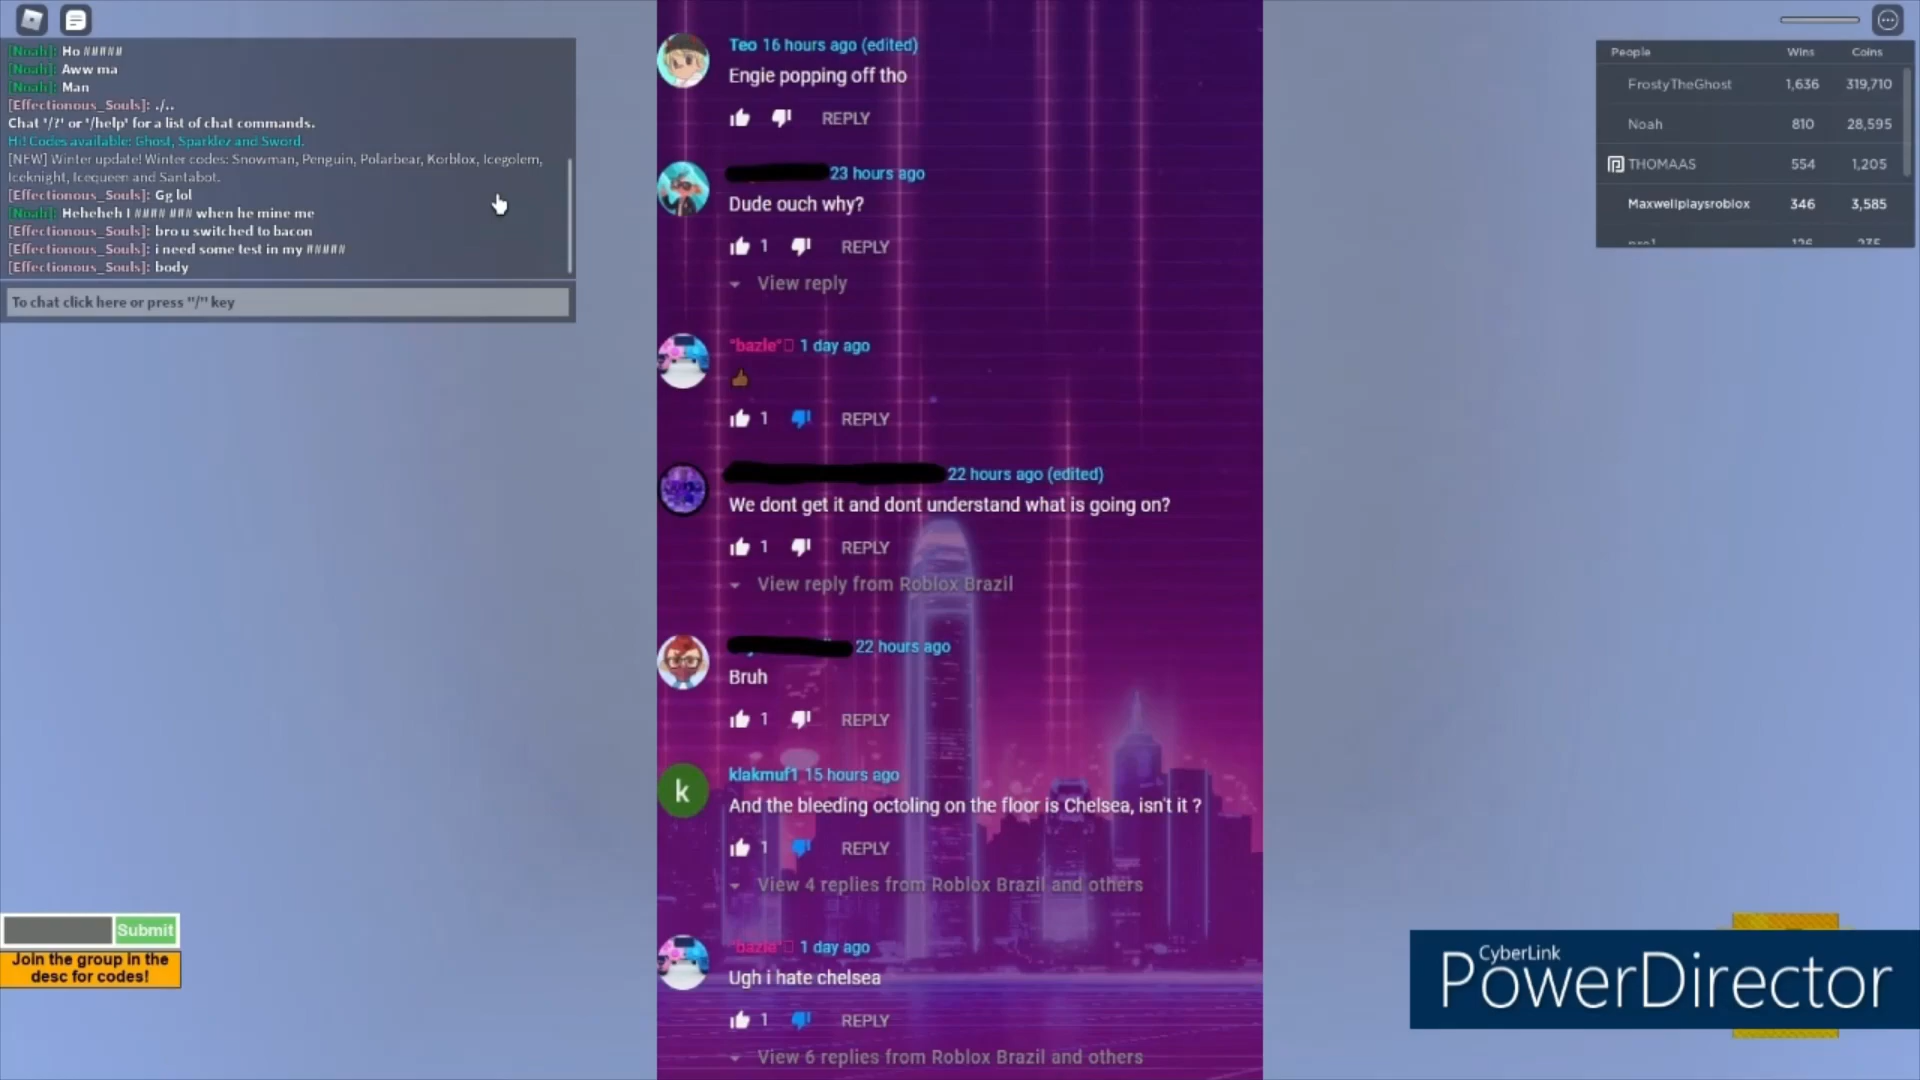 [Noah]: Ho #####
[Noah]: Aww ma
[Noah]: Man
[Effectionous_Souls]: ./..
Chat '/?' or '/help' for a list of chat commands.
Hi! Codes available: Ghost, Sparklez and Sword.
[NEW] Winter update! Winter codes: Snowman, Penguin, Polarbear, Korblox, Icegolem,
Iceknight, Icequeen and Santabot.
[Effectionous_Souls]: Gg lol
[Noah]: Heheheh I #### ### when he mine me
[Effectionous_Souls]: bro u switched to bacon
[Effectionous_Souls]: i need some test in my #####
[Effectionous_Souls]: body
To chat click here or press "/" key
Teo 16 hours ago (edited)
Engie popping off tho
REPLY
23 hours ago
Dude ouch why?
1 REPLY
View reply
"bazle" 1 day ago
1 REPLY
22 hours ago (edited)
We dont get it and dont understand what is going on?
1 REPLY
View reply from Roblox Brazil
22 hours ago
Bruh
1 REPLY
k
klakmuf1 15 hours ago
And the bleeding octoling on the floor is Chelsea, isn't it ?
1 REPLY
View 4 replies from Roblox Brazil and others
"bazle" 1 day ago
Ugh i hate chelsea
1 REPLY
View 6 replies from Roblox Brazil and others
People Wins Coins
FrostyTheGhost 1,636 319,710
Noah 810 28,595
THOMAAS 554 1,205
Maxwellplaysroblox 346 3,585
Submit
Join the group in the
desc for codes!
CyberLink
PowerDirector